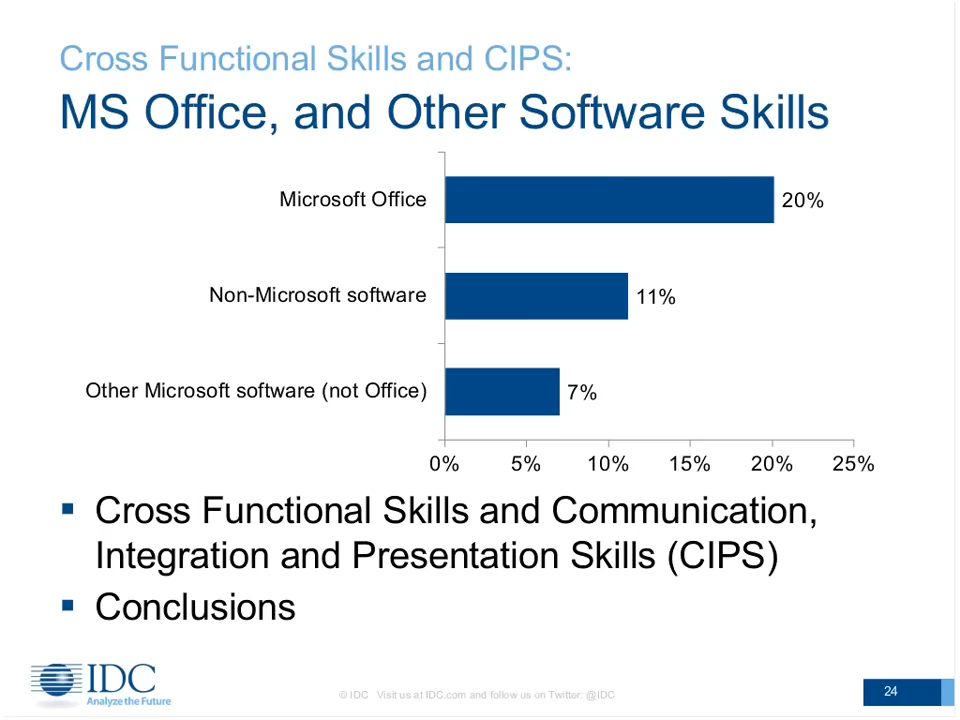 Cross Functional Skills and CIPS:
MS Office, and Other Software Skills
Microsoft Office
20%
Non-Microsoft software
11%
Other Microsoft software (not Office)
7%
0% 5% 10% 15% 20% 25%
▪ Cross Functional Skills and Communication,
Integration and Presentation Skills (CIPS)
▪ Conclusions
IDC
Analyze the Future
© IDC Visit us at IDC.com and follow us on Twitter: @IDC
24